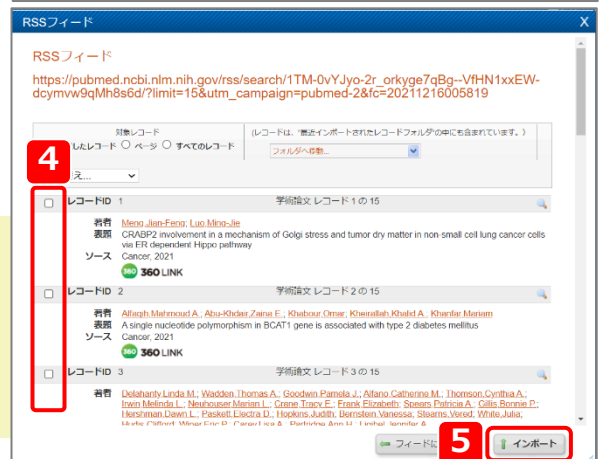 RSSフィード X
RSSフィード
https://pubmed.ncbi.nlm.nih.gov/rss/search/1TM-0vYJyo-2r_orkyge7qBg--VfHN1xxEW-
dcymvw9qMh8s6d/?limit=15&utm_campaign=pubmed-2&fc=20211216005819
対象レコード (レコードは、"最近インポートされたレコードフォルダ"の中にも含まれています。)
したレコード ページ すべてのレコード フォルダへ移動...
4
え...
レコードID 1 学術論文 レコード 1 の 15
著者 Meng,Jian-Feng; Luo,Ming-Jie
表題 CRABP2 involvement in a mechanism of Golgi stress and tumor dry matter in non-small cell lung cancer cells
via ER dependent Hippo pathway
ソース Cancer, 2021
360 360 LINK
レコードID 2 学術論文 レコード 2 の 15
著者 Alfaqih,Mahmoud A.; Abu-Khdair,Zaina E.; Khabour,Omar; Kheirallah,Khalid A.; Khanfar,Mariam
表題 A single nucleotide polymorphism in BCAT1 gene is associated with type 2 diabetes mellitus
ソース Cancer, 2021
360 360 LINK
レコードID 3 学術論文 レコード 3 の 15
著者 Delahanty,Linda M.; Wadden,Thomas A.; Goodwin,Pamela J.; Alfano,Catherine M.; Thomson,Cynthia A.;
Irwin,Melinda L.; Neuhouser,Marian L.; Crane,Tracy E.; Frank,Elizabeth; Spears,Patricia A.; Gillis,Bonnie P.;
Hershman,Dawn L.; Paskett,Electra D.; Hopkins,Judith; Bernstein,Vanessa; Stearns,Vered; White,Julia;
Hudis,Clifford; Winer,Eric P.; Carey,Lisa A.; Partridge,Ann H.; Ligibel,Jennifer A.
フィードに 5 インポート